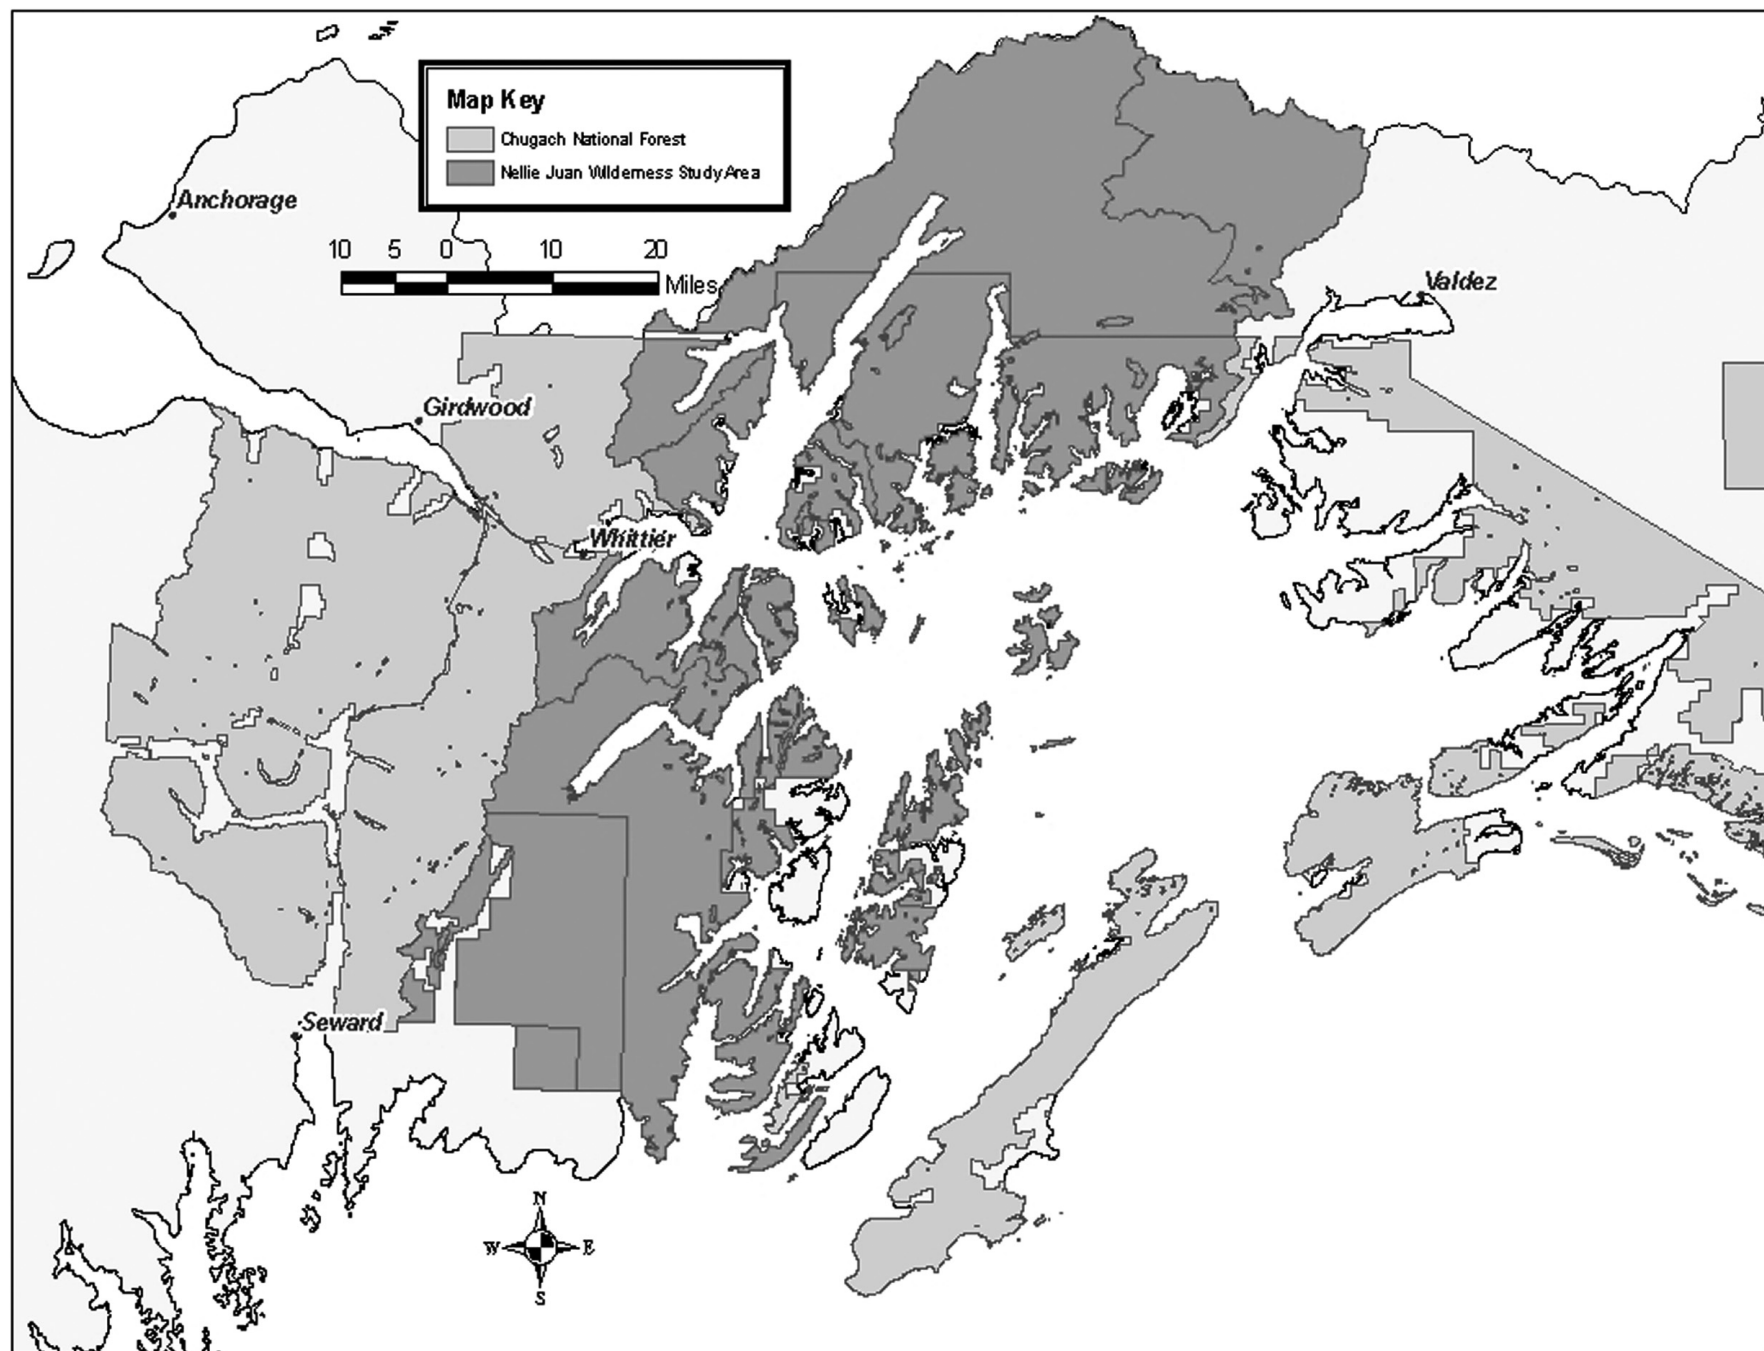 Map Key
Chugach National Forest
Nellie Juan Wilderness Study Area
Anchorage
10 5 0 10 20
Miles
Valdez
Girdwood
Whittier
Seward
N
W E
S